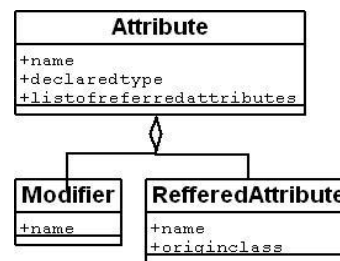 Attribute
+name
+declaredtype
+listofreferredattributes
Modifier
+name
RefferedAttribute
+name
+originclass